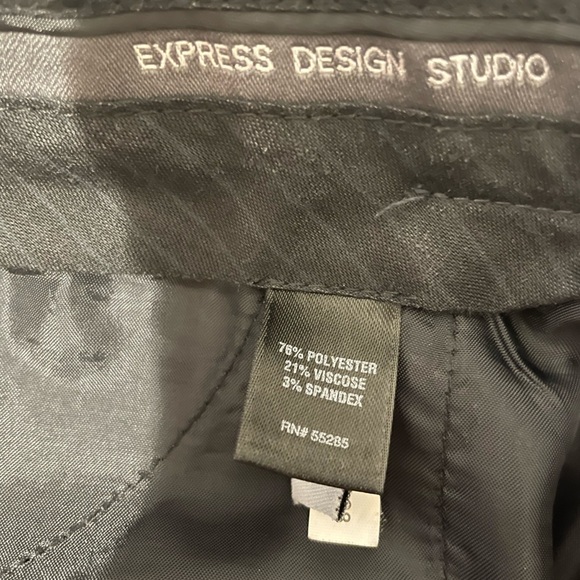 EXPRESS DESIGN STUDIO
76% POLYESTER
21% VISCOSE
3% SPANDEX
RN# 55285